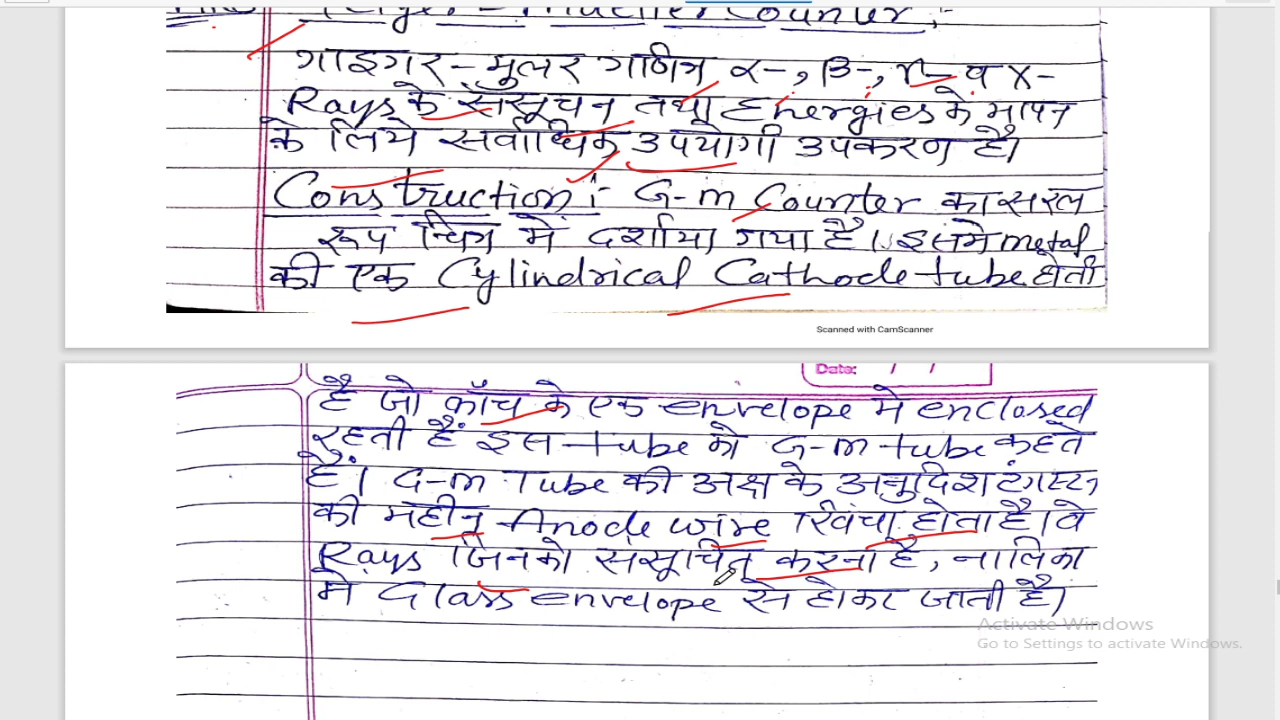 Geiger-Muller Counter :-
गाइगर-मुलर गणित्र α-, β-, γ- व X-
Rays के संसूचन तथा Energies के मापन
के लिये सर्वाधिक उपयोगी उपकरण है।
Construction :- G-m Counter का सरल
रूप चित्र में दर्शाया गया है। इसमे metal
की एक Cylindrical Cathode tube होती
Scanned with CamScanner
Date: / /
है जो काँच के एक envelope मे enclosed
रहती हैं इस tube को G-m-tube कहते
हैं। G-m Tube की अक्ष के अनुदिश टंगस्टन
की महीन Anode wire खिंचा होता है। वे
Rays जिनको संसूचित करना है, नालिका
मे Glass envelope से होकर जाती है।
Activate Windows
Go to Settings to activate Windows.